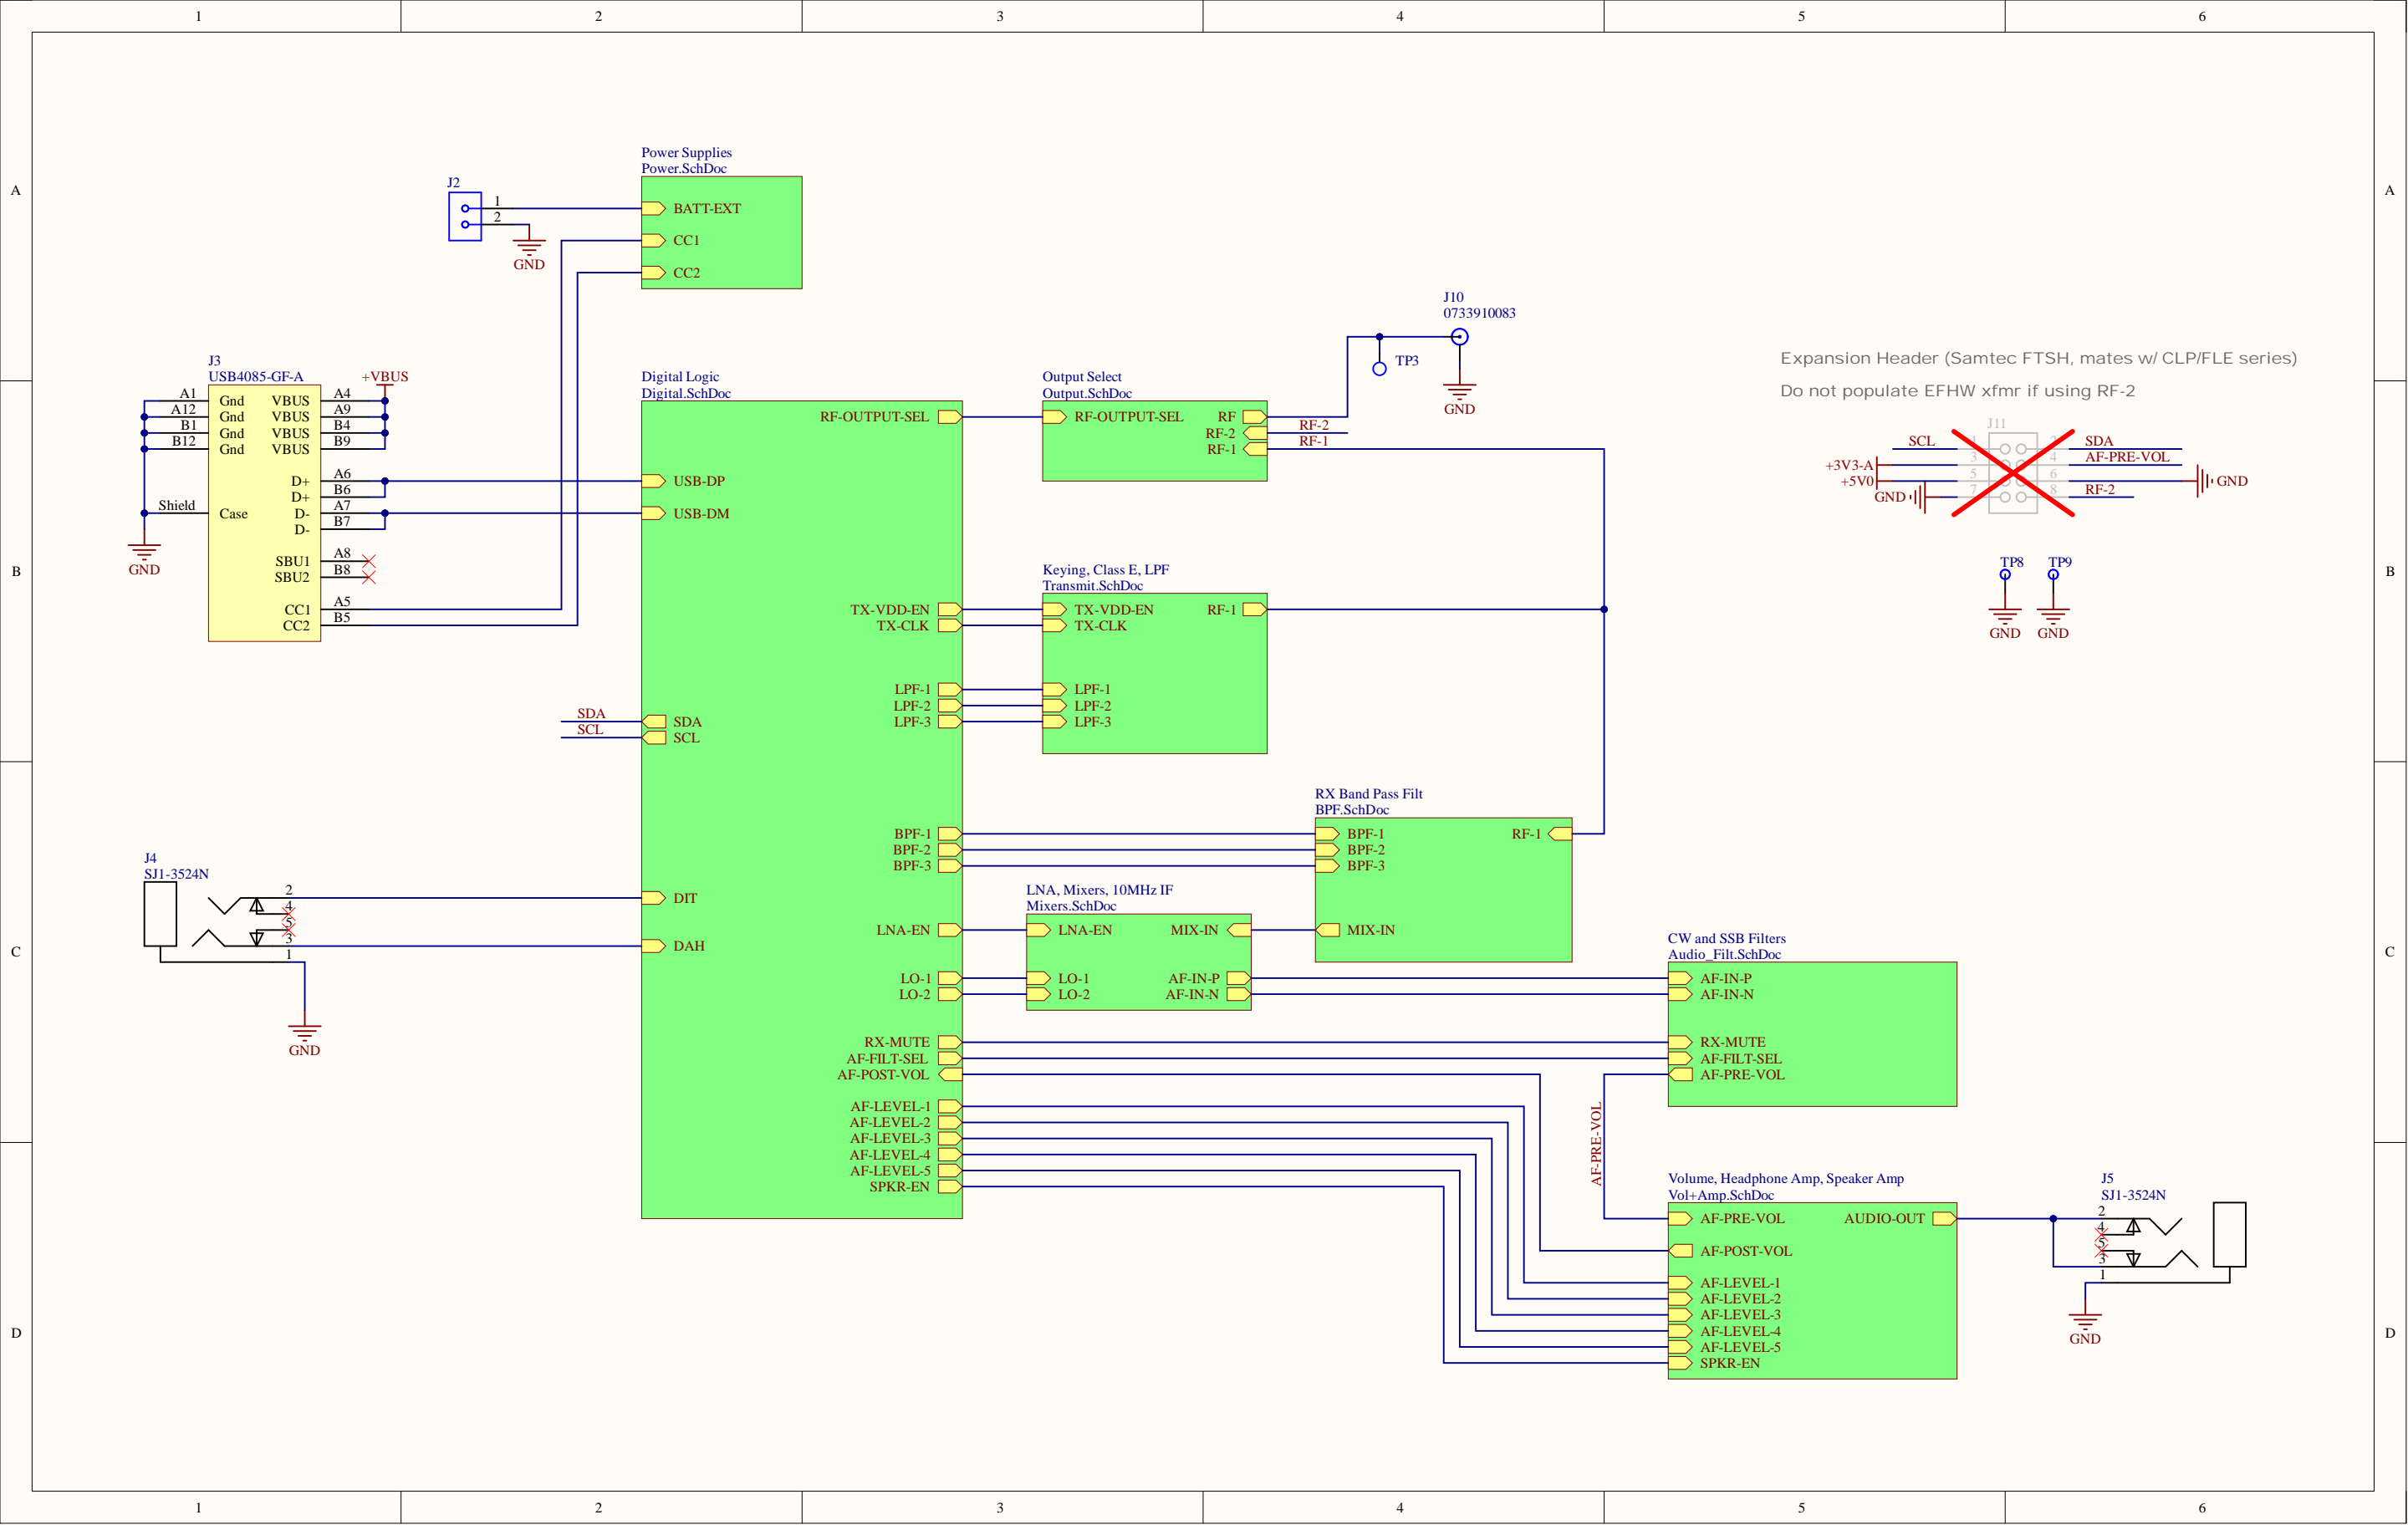 1 2 3 4 5 6
A A
B B
C C
D D
Power Supplies
Power.SchDoc
BATT-EXT
CC1
CC2
J2
1
2
GND
J3
USB4085-GF-A
+VBUS
A1 Gnd VBUS A4
A12 Gnd VBUS A9
B1 Gnd VBUS B4
B12 Gnd VBUS B9
D+ A6
D+ B6
Shield Case D- A7
D- B7
SBU1 A8
SBU2 B8
CC1 A5
CC2 B5
GND
Digital Logic
Digital.SchDoc
RF-OUTPUT-SEL
USB-DP
USB-DM
TX-VDD-EN
TX-CLK
LPF-1
LPF-2
LPF-3
SDA SDA
SCL SCL
BPF-1
BPF-2
BPF-3
DIT
LNA-EN
DAH
LO-1
LO-2
RX-MUTE
AF-FILT-SEL
AF-POST-VOL
AF-LEVEL-1
AF-LEVEL-2
AF-LEVEL-3
AF-LEVEL-4
AF-LEVEL-5
SPKR-EN
J4
SJ1-3524N
2
4
5
3
1
GND
Output Select
Output.SchDoc
RF-OUTPUT-SEL RF
RF-2 RF-2
RF-1 RF-1
J10
0733910083
TP3
GND
Keying, Class E, LPF
Transmit.SchDoc
TX-VDD-EN RF-1
TX-CLK
LPF-1
LPF-2
LPF-3
RX Band Pass Filt
BPF.SchDoc
BPF-1 RF-1
BPF-2
BPF-3
MIX-IN
LNA, Mixers, 10MHz IF
Mixers.SchDoc
LNA-EN MIX-IN
LO-1 AF-IN-P
LO-2 AF-IN-N
CW and SSB Filters
Audio_Filt.SchDoc
AF-IN-P
AF-IN-N
RX-MUTE
AF-FILT-SEL
AF-PRE-VOL
AF-PRE-VOL
Volume, Headphone Amp, Speaker Amp
Vol+Amp.SchDoc
AF-PRE-VOL AUDIO-OUT
AF-POST-VOL
AF-LEVEL-1
AF-LEVEL-2
AF-LEVEL-3
AF-LEVEL-4
AF-LEVEL-5
SPKR-EN
J5
SJ1-3524N
2
4
5
3
1
GND
Expansion Header (Samtec FTSH, mates w/ CLP/FLE series)
Do not populate EFHW xfmr if using RF-2
J11
SCL 1 2 SDA
+3V3-A 3 4 AF-PRE-VOL
+5V0 5 6 GND
GND 7 8 RF-2
TP8 TP9
GND GND
1 2 3 4 5 6